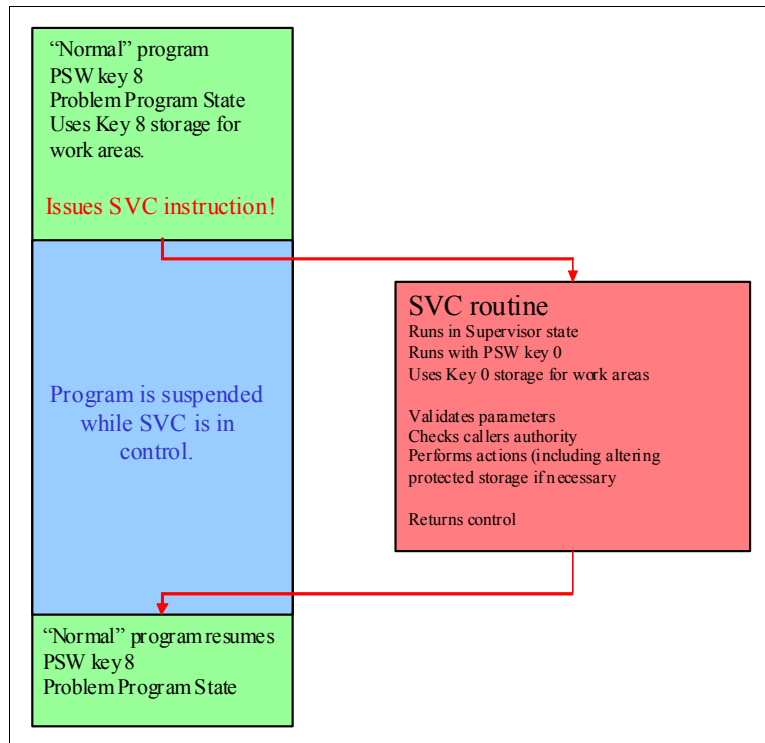 “Normal” program
PSW key 8
Problem Program State
Uses Key 8 storage for
work areas.
Issues SVC instruction!
Program is suspended
while SVC is in
control.
SVC routine
Runs in Supervisor state
Runs with PSW key 0
Uses Key 0 storage for work areas
Validates parameters
Checks callers authority
Performs actions (including altering
protected storage if necessary
Returns control
“Normal” program resumes
PSW key 8
Problem Program State